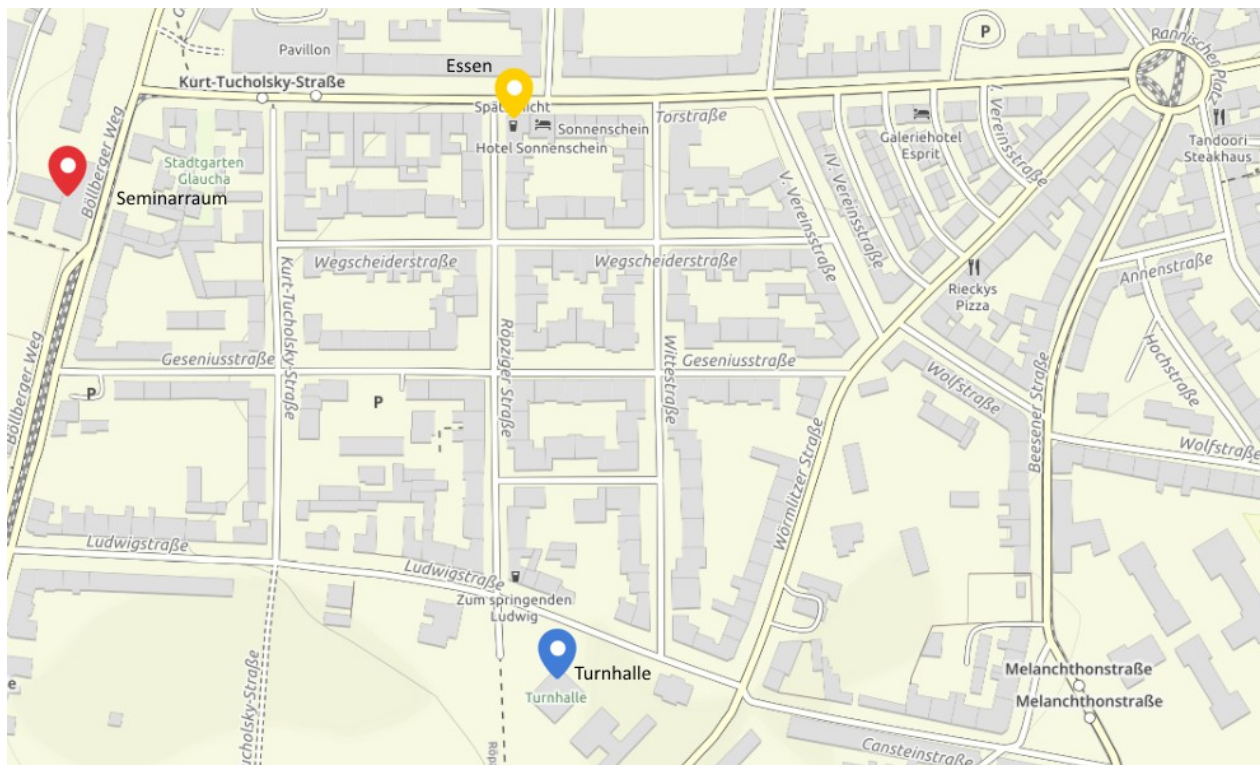 Pavillon
Essen
P
Rannischer Platz
Kurt-Tucholsky-Straße
Böllberger Weg
Stadtgarten
Glaucha
Seminarraum
Sonnenschein
Hotel Sonnenschein
Torstraße
Galeriehotel
Esprit
I. Vereinsstraße
Tandoori
Steakhaus
IV. Vereinsstraße
V. Vereinsstraße
Wegscheiderstraße
Wegscheiderstraße
Rieckys
Pizza
Annenstraße
Hochstraße
Kurt-Tucholsky-Straße
Röpziger Straße
Wittestraße
Geseniusstraße
Geseniusstraße
Böllberger Weg
P
P
Wolfstraße
Wolfstraße
Beesener Straße
Wörmlitzer Straße
Ludwigstraße
Ludwigstraße
Zum springenden
Ludwig
Turnhalle
Turnhalle
Melanchthonstraße
Melanchthonstraße
Cansteinstraße